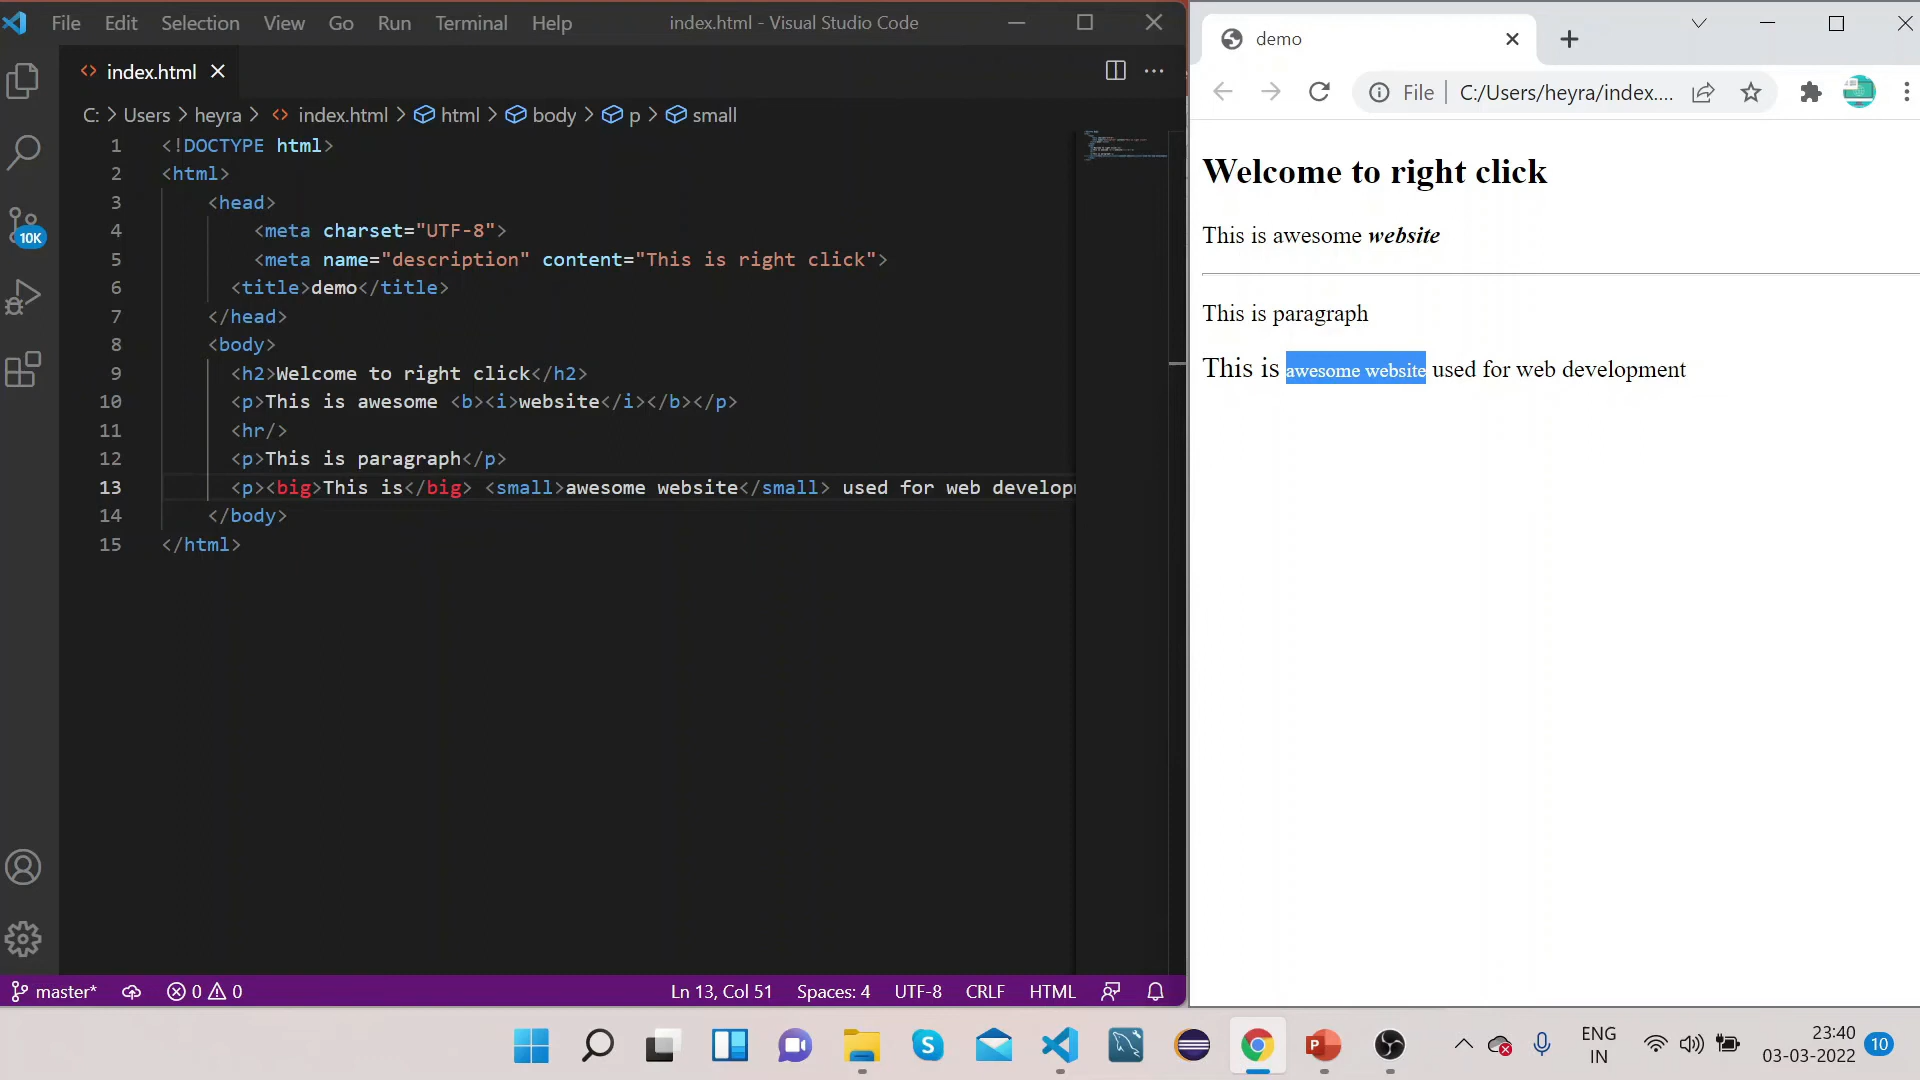 File Edit Selection View Go Run Terminal Help index.html - Visual Studio Code
index.html
C: > Users > heyra > index.html > html > body > p > small
1 <!DOCTYPE html>
2 <html>
3 <head>
4 <meta charset="UTF-8">
5 <meta name="description" content="This is right click">
6 <title>demo</title>
7 </head>
8 <body>
9 <h2>Welcome to right click</h2>
10 <p>This is awesome <b><i>website</i></b></p>
11 <hr/>
12 <p>This is paragraph</p>
13 <p><big>This is</big> <small>awesome website</small> used for web develop
14 </body>
15 </html>
10K
master* 0 0 Ln 13, Col 51 Spaces: 4 UTF-8 CRLF HTML
demo
File C:/Users/heyra/index....
Welcome to right click
This is awesome website
This is paragraph
This is awesome website used for web development
ENG
IN
23:40
03-03-2022
10